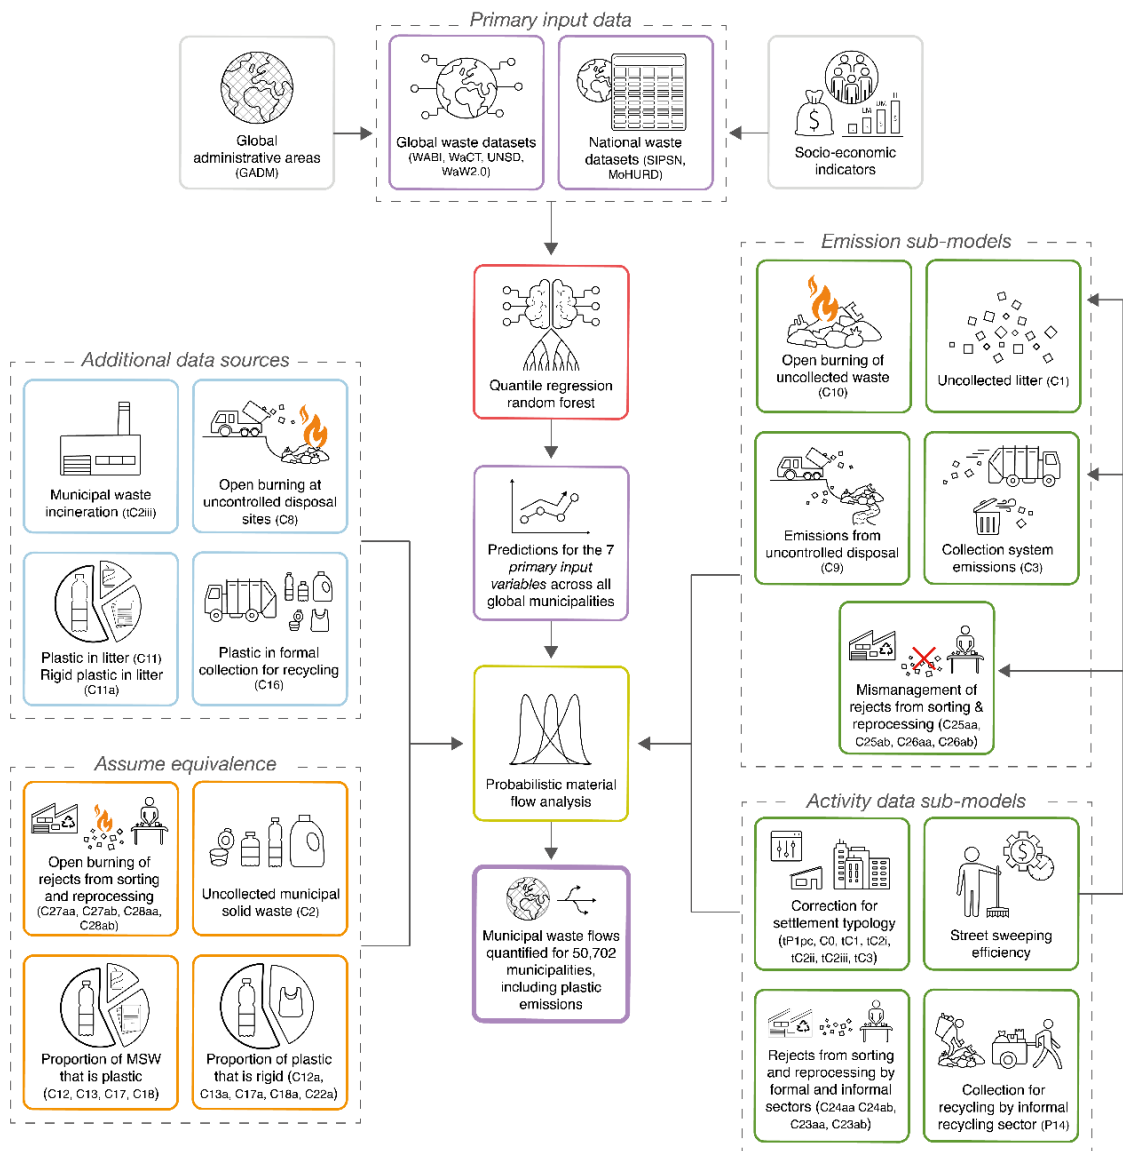 Primary input data
Global
administrative areas
(GADM)
Global waste datasets
(WABI, WaCT, UNSD,
WaW2.0)
National waste
datasets (SIPSN,
MoHURD)
$
LM
UM
H
Socio-economic
indicators
Quantile regression
random forest
Predictions for the 7
primary input
variables across all
global municipalities
Probabilistic material
flow analysis
Municipal waste flows
quantified for 50,702
municipalities,
including plastic
emissions
Additional data sources
Municipal waste
incineration (tC2iii)
Open burning at
uncontrolled disposal
sites (C8)
Plastic in litter (C11)
Rigid plastic in litter
(C11a)
Plastic in formal
collection for recycling
(C16)
Assume equivalence
Open burning of
rejects from sorting
and reprocessing
(C27aa, C27ab, C28aa,
C28ab)
Uncollected municipal
solid waste (C2)
Proportion of MSW
that is plastic
(C12, C13, C17, C18)
Proportion of plastic
that is rigid (C12a,
C13a, C17a, C18a, C22a)
Emission sub-models
Open burning of
uncollected waste
(C10)
Uncollected litter (C1)
Emissions from
uncontrolled disposal
(C9)
Collection system
emissions (C3)
Mismanagement of
rejects from sorting &
reprocessing (C25aa,
C25ab, C26aa, C26ab)
Activity data sub-models
Correction for
settlement typology
(tP1pc, C0, tC1, tC2i,
tC2ii, tC2iii, tC3)
$
Street sweeping
efficiency
Rejects from sorting
and reprocessing by
formal and informal
sectors (C24aa C24ab,
C23aa, C23ab)
Collection for
recycling by informal
recycling sector (P14)